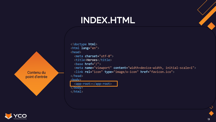 INDEX.HTML
Contenu du
point d'entrée
<!doctype html>
<html lang="en">
<head>
<meta charset="utf-8">
<title>Heroes</title>
<base href="/">
<meta name="viewport" content="width=device-width, initial-scale=1">
<link rel="icon" type="image/x-icon" href="favicon.ico">
</head>
<body>
<app-root></app-root>
</body>
</html>
YCO